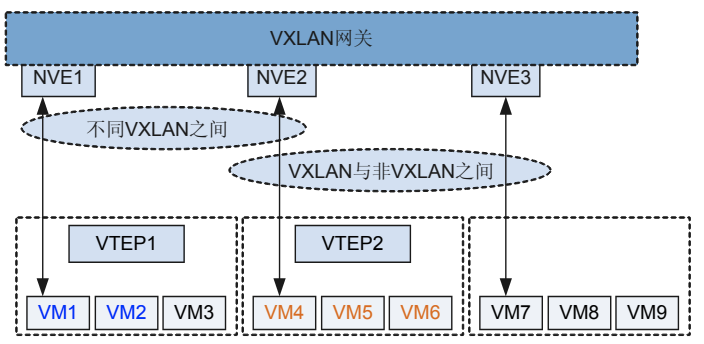 VXLAN网关
NVE1 NVE2 NVE3
不同VXLAN之间
VXLAN与非VXLAN之间
VTEP1 VTEP2
VM1 VM2 VM3 VM4 VM5 VM6 VM7 VM8 VM9